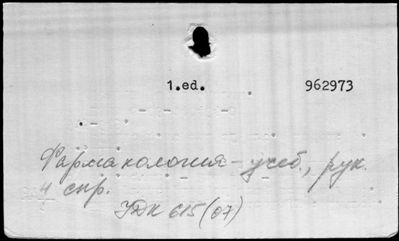 1.ed. 962973
Фармакология - учеб., рук.
и спр.
УДК 615(07)